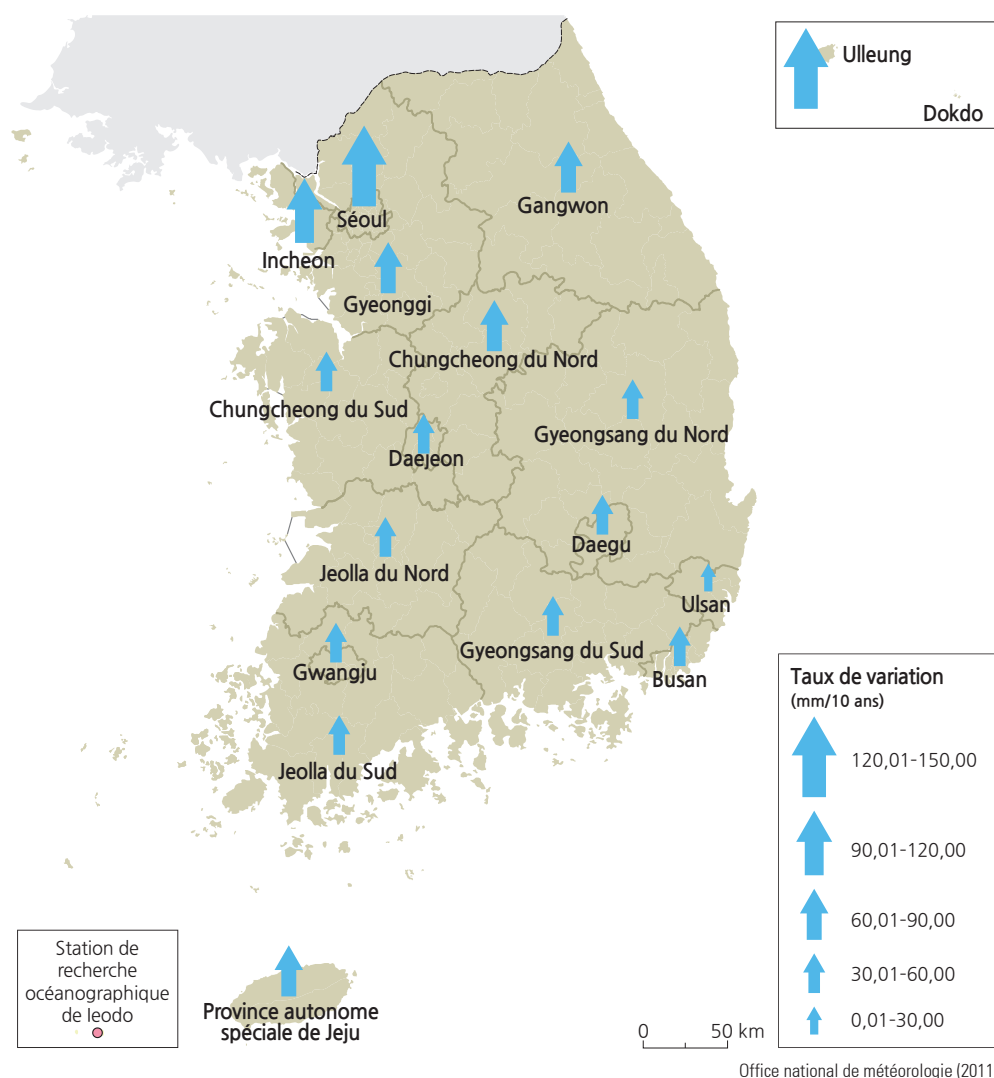 Ulleung
Dokdo
Gangwon
Séoul
Incheon
Gyeonggi
Chungcheong du Nord
Chungcheong du Sud
Gyeongsang du Nord
Daejeon
Daegu
Jeolla du Nord
Ulsan
Gyeongsang du Sud
Gwangju
Busan
Jeolla du Sud
Taux de variation
(mm/10 ans)
120,01-150,00
90,01-120,00
60,01-90,00
30,01-60,00
0,01-30,00
Station de
recherche
océanographique
de Ieodo
Province autonome
spéciale de Jeju
0 50 km
Office national de météorologie (2011